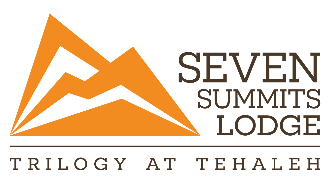 SEVEN
SUMMITS
LODGE
TRILOGY AT TEHALEH